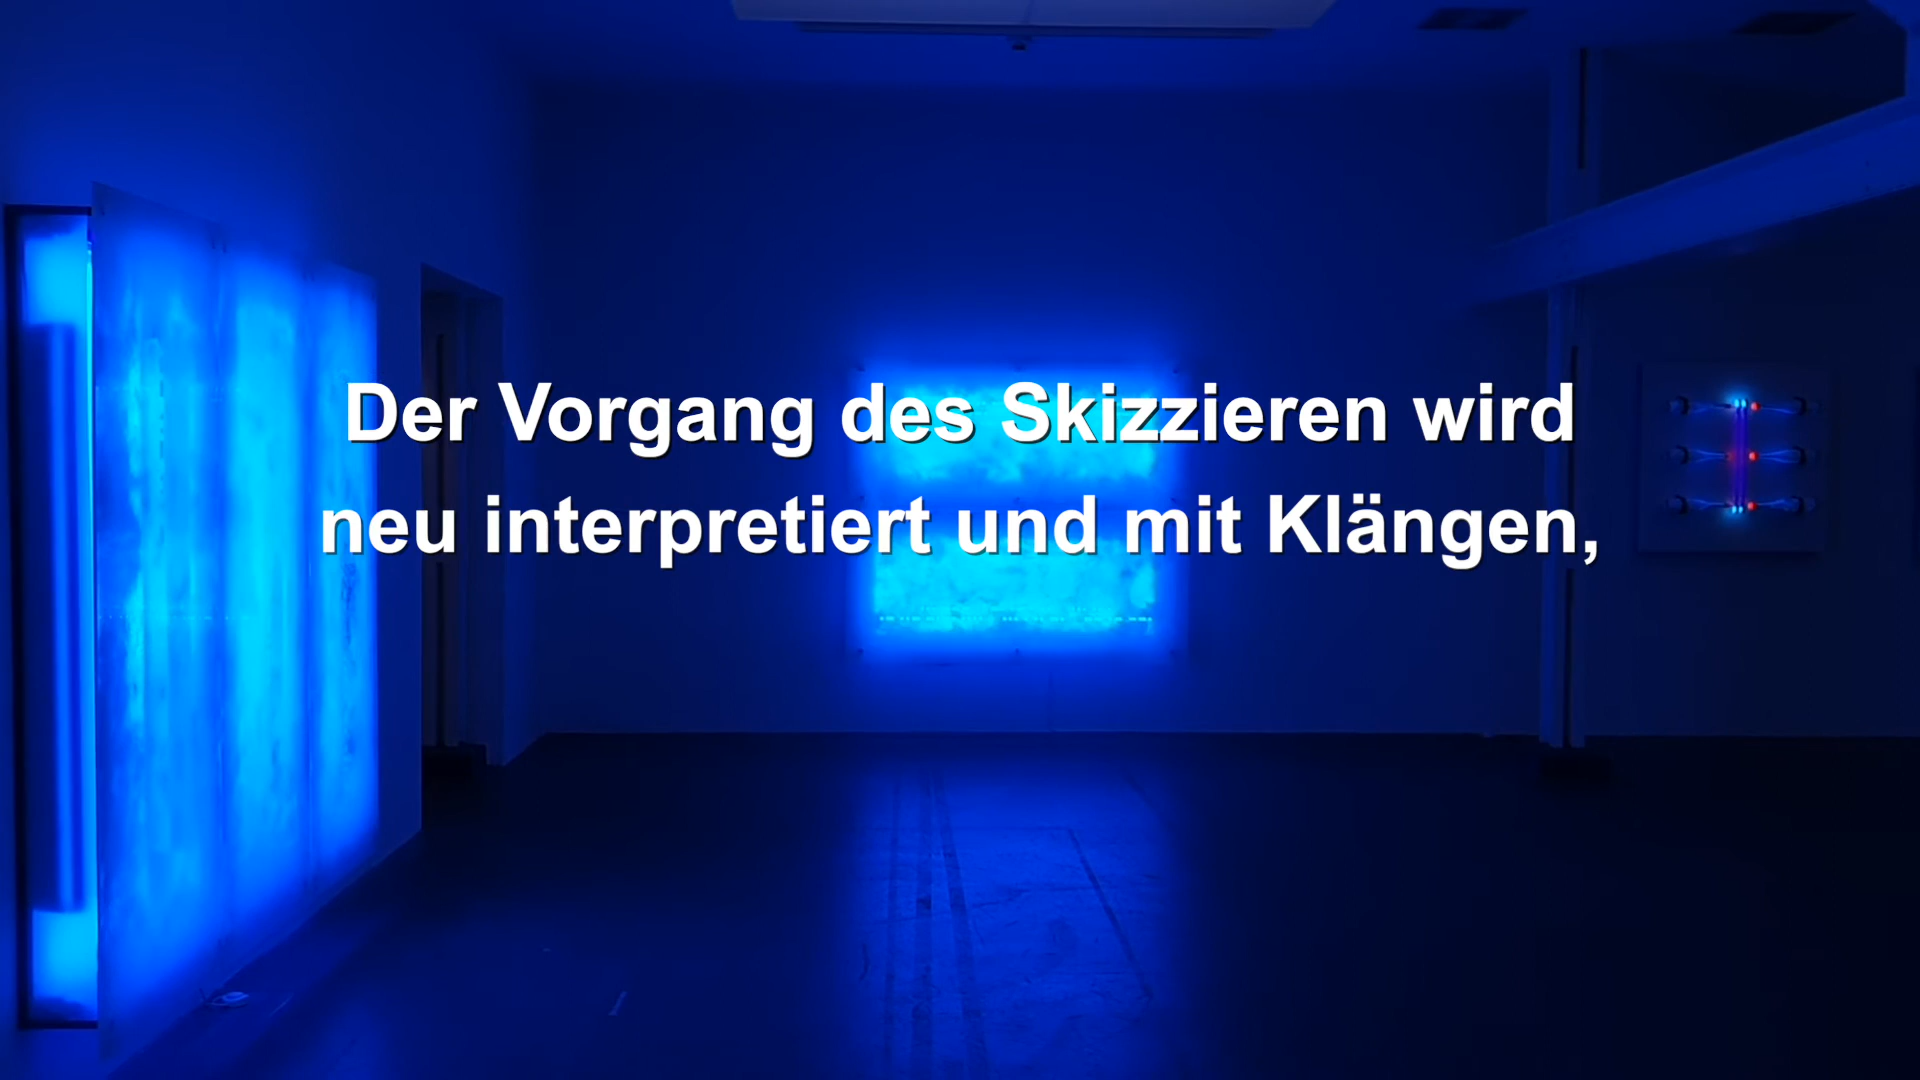 Der Vorgang des Skizzieren wird
neu interpretiert und mit Klängen,